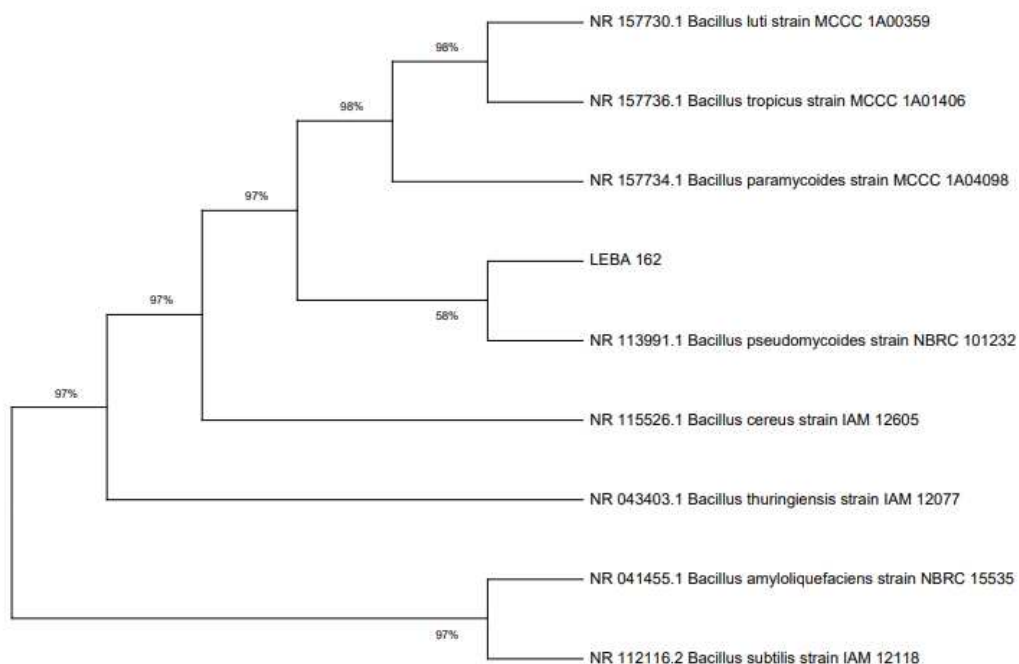 NR 157730.1 Bacillus luti strain MCCC 1A00359
98%
NR 157736.1 Bacillus tropicus strain MCCC 1A01406
98%
NR 157734.1 Bacillus paramycoides strain MCCC 1A04098
97%
LEBA 162
97%
58%
NR 113991.1 Bacillus pseudomycoides strain NBRC 101232
97%
NR 115526.1 Bacillus cereus strain IAM 12605
NR 043403.1 Bacillus thuringiensis strain IAM 12077
NR 041455.1 Bacillus amyloliquefaciens strain NBRC 15535
97%
NR 112116.2 Bacillus subtilis strain IAM 12118